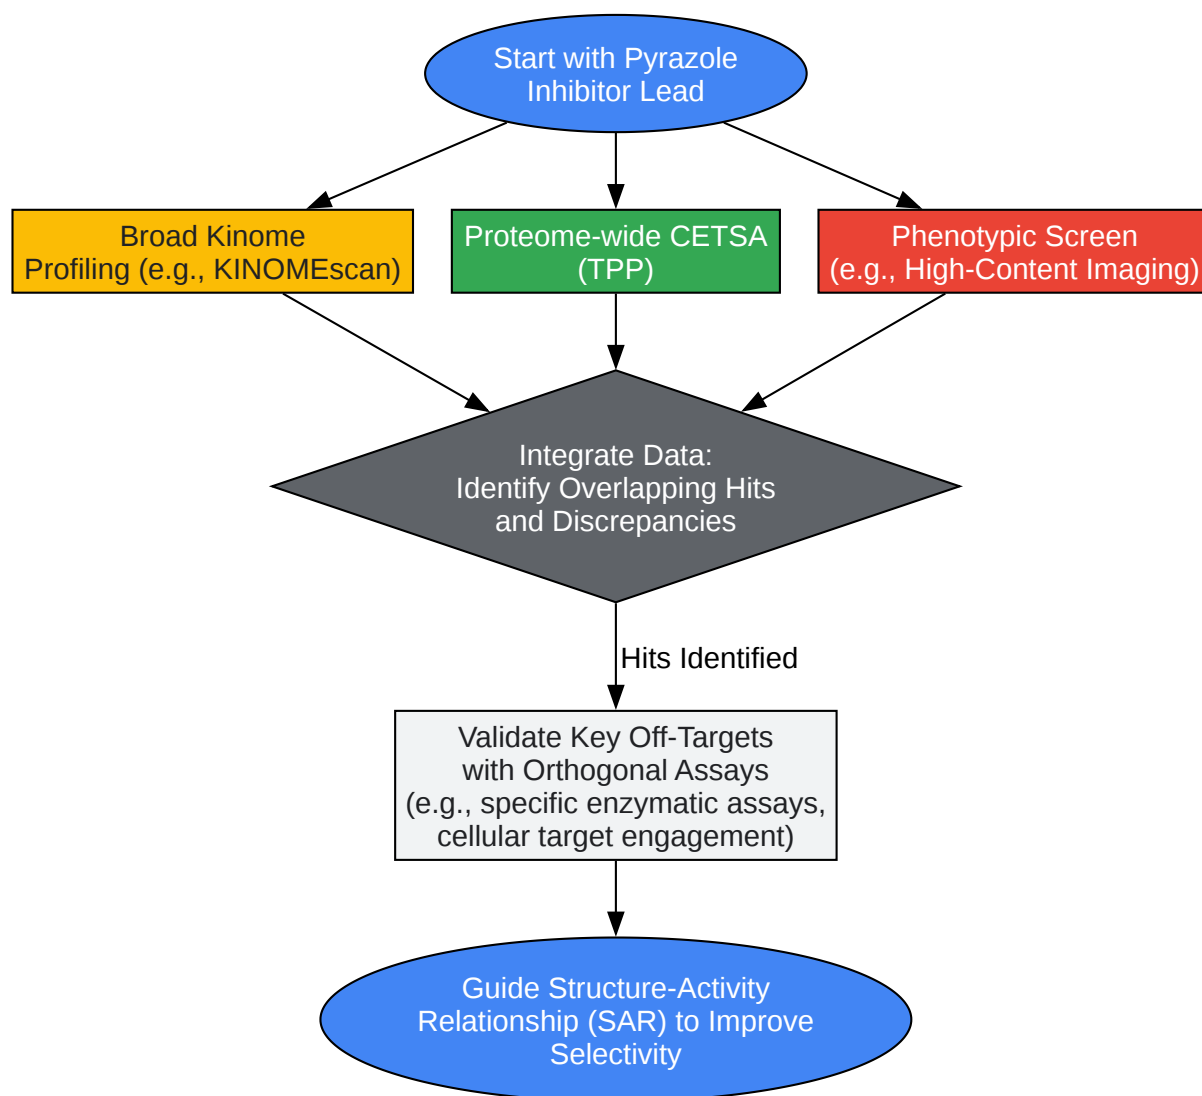 Start with Pyrazole
Inhibitor Lead
Broad Kinome
Profiling (e.g., KINOMEscan)
Proteome-wide CETSA
(TPP)
Phenotypic Screen
(e.g., High-Content Imaging)
Integrate Data:
Identify Overlapping Hits
and Discrepancies
Hits Identified
Validate Key Off-Targets
with Orthogonal Assays
(e.g., specific enzymatic assays,
cellular target engagement)
Guide Structure-Activity
Relationship (SAR) to Improve
Selectivity